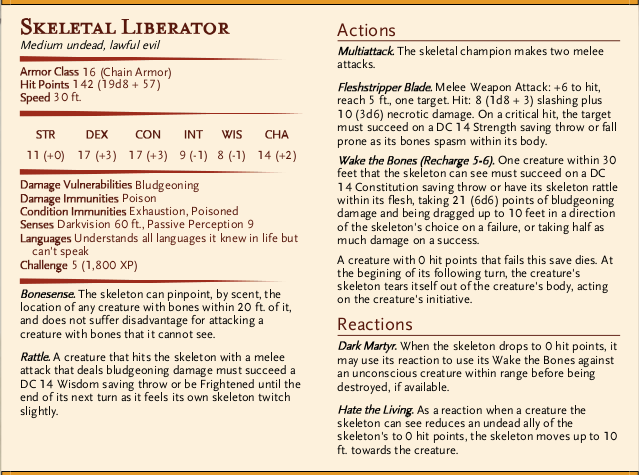 Skeletal Liberator
Medium undead, lawful evil
Armor Class 16 (Chain Armor)
Hit Points 142 (19d8 + 57)
Speed 30 ft.
STR DEX CON INT WIS CHA
11 (+0) 17 (+3) 17 (+3) 9 (-1) 8 (-1) 14 (+2)
Damage Vulnerabilities Bludgeoning
Damage Immunities Poison
Condition Immunities Exhaustion, Poisoned
Senses Darkvision 60 ft., Passive Perception 9
Languages Understands all languages it knew in life but
can't speak
Challenge 5 (1,800 XP)
Bonesense. The skeleton can pinpoint, by scent, the
location of any creature with bones within 20 ft. of it,
and does not suffer disadvantage for attacking a
creature with bones that it cannot see.
Rattle. A creature that hits the skeleton with a melee
attack that deals bludgeoning damage must succeed a
DC 14 Wisdom saving throw or be Frightened until the
end of its next turn as it feels its own skeleton twitch
slightly.
Actions
Multiattack. The skeletal champion makes two melee
attacks.
Fleshstripper Blade. Melee Weapon Attack: +6 to hit,
reach 5 ft., one target. Hit: 8 (1d8 + 3) slashing plus
10 (3d6) necrotic damage. On a critical hit, the target
must succeed on a DC 14 Strength saving throw or fall
prone as its bones spasm within its body.
Wake the Bones (Recharge 5-6). One creature within 30
feet that the skeleton can see must succeed on a DC
14 Constitution saving throw or have its skeleton rattle
within its flesh, taking 21 (6d6) points of bludgeoning
damage and being dragged up to 10 feet in a direction
of the skeleton's choice on a failure, or taking half as
much damage on a success.
A creature with 0 hit points that fails this save dies. At
the begining of its following turn, the creature's
skeleton tears itself out of the creature's body, acting
on the creature's initiative.
Reactions
Dark Martyr. When the skeleton drops to 0 hit points, it
may use its reaction to use its Wake the Bones against
an unconscious creature within range before being
destroyed, if available.
Hate the Living. As a reaction when a creature the
skeleton can see reduces an undead ally of the
skeleton's to 0 hit points, the skeleton moves up to 10
ft. towards the creature.